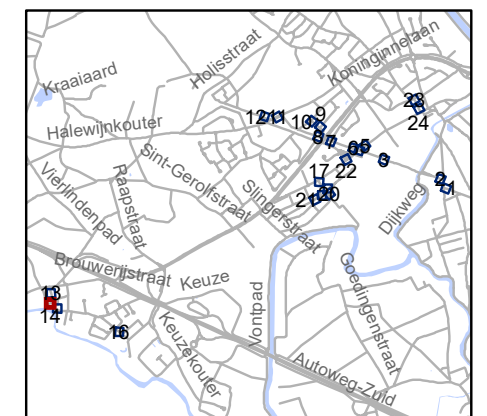 Koninginnelaan
Holisstraat
Kraaiaard
23
24
12
11
10
9
8
7
6
5
3
Halewijnkouter
Sint-Gerolfstraat
Raapstraat
Vierlindenpad
17
22
2
1
21
20
Slingerstraat
Dijkweg
Brouwerijstraat
Keuze
Goedingenstraat
13
14
16
Keuzekouter
Vontpad
Autoweg-Zuid